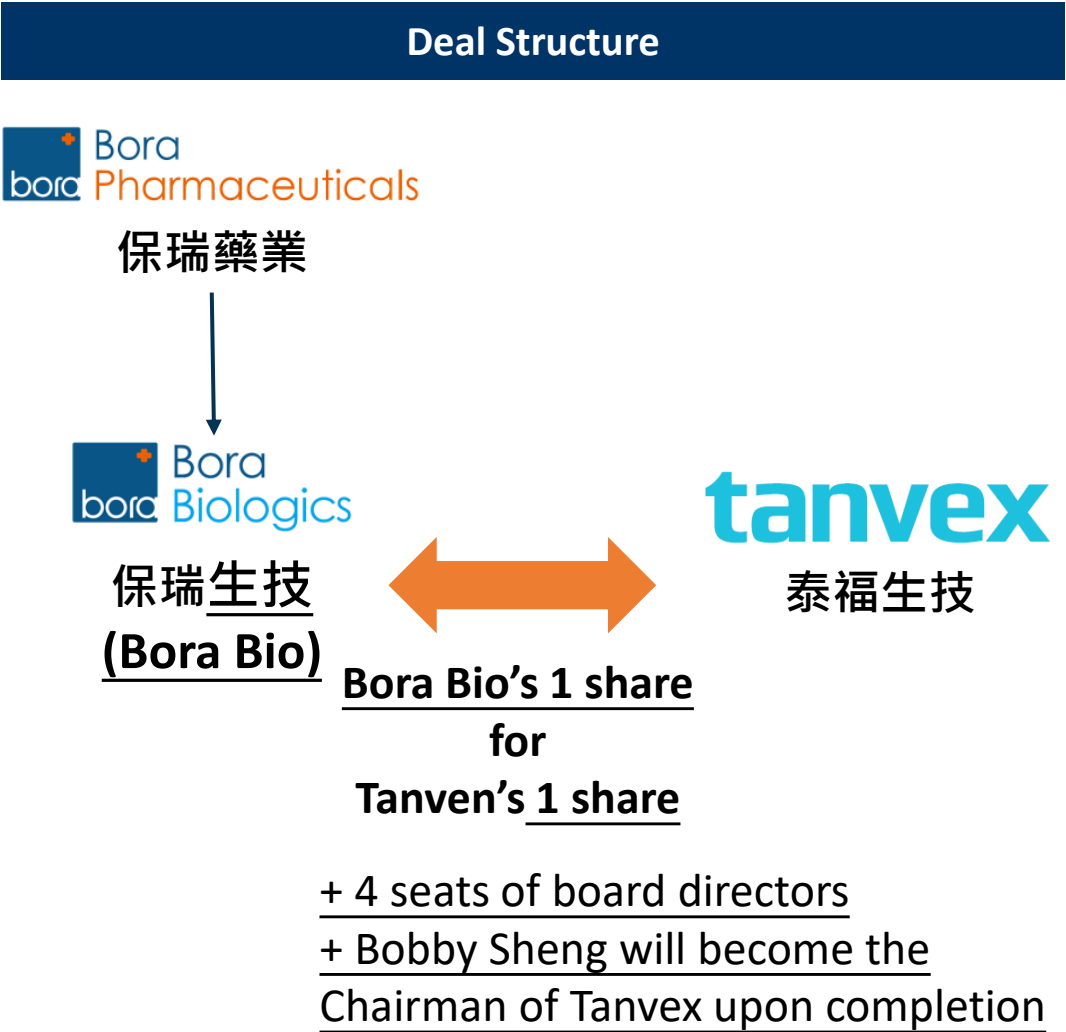 Deal Structure
bora
Bora
Pharmaceuticals
保瑞藥業
bora
Bora
Biologics
保瑞生技
(Bora Bio)
tanvex
泰福生技
Bora Bio’s 1 share
for
Tanven’s 1 share
+ 4 seats of board directors
+ Bobby Sheng will become the
Chairman of Tanvex upon completion